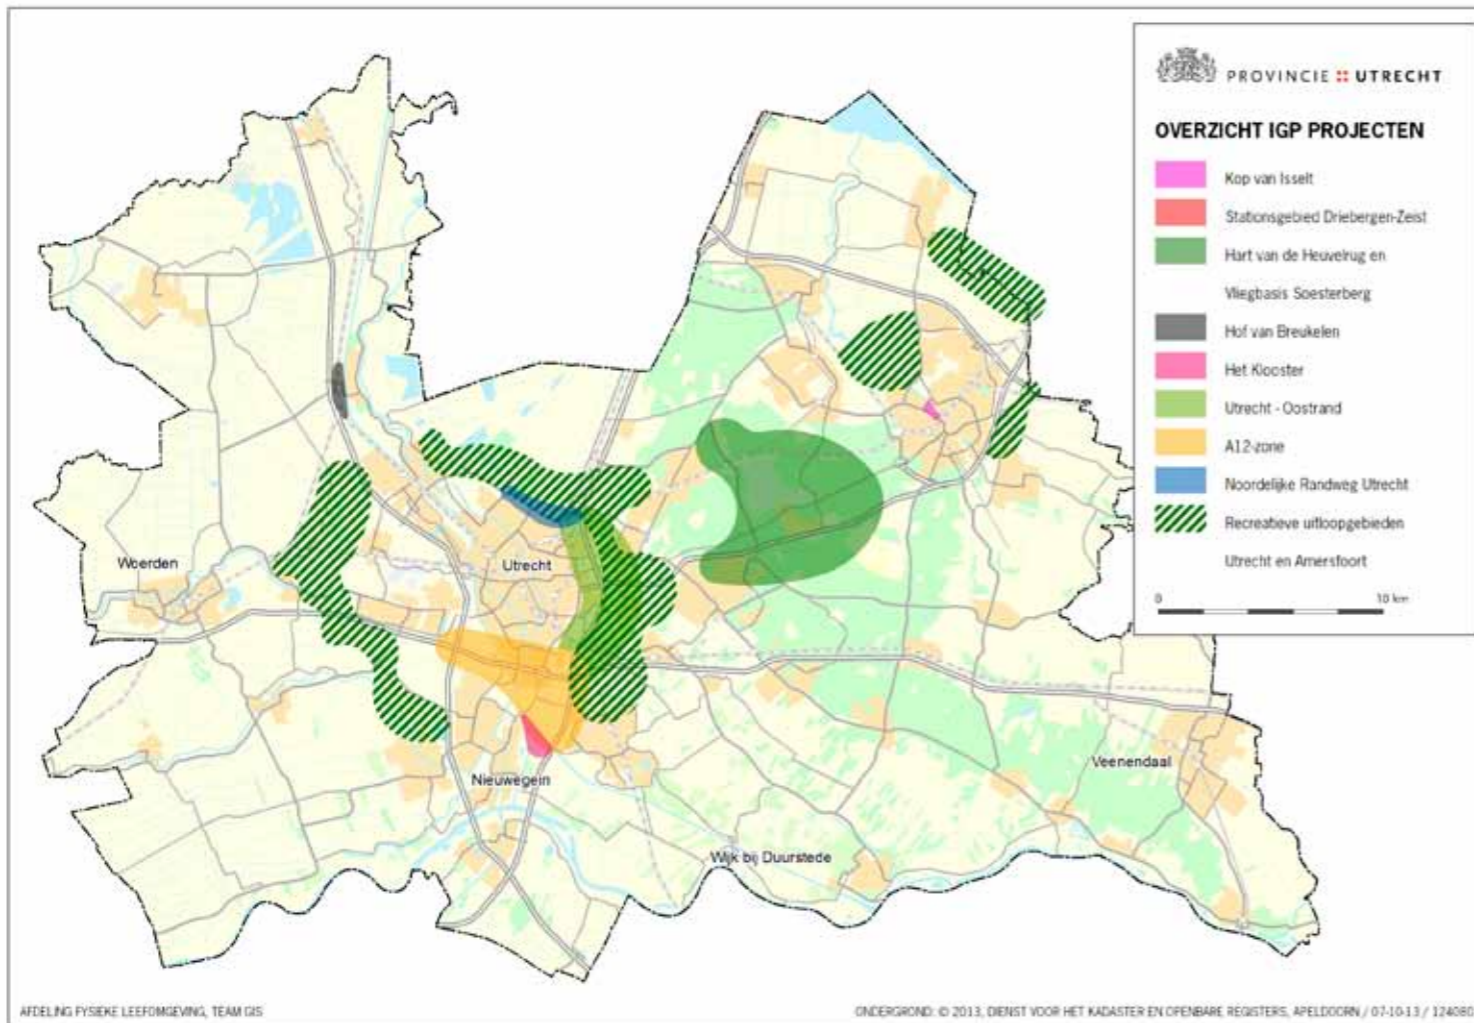 PROVINCIE UTRECHT
OVERZICHT IGP PROJECTEN
Kop van Isselt
Stationsgebied Driebergen-Zeist
Hart van de Heuvelrug en
Vliegbasis Soesterberg
Hof van Breukelen
Het Klooster
Utrecht - Oostrand
A12-zone
Noordelijke Randweg Utrecht
Recreatieve uitloopgebieden
Utrecht en Amersfoort
0 10 km
Woerden
Utrecht
Nieuwegein
Veenendaal
Wijk bij Duurstede
AFDELING FYSIEKE LEEFOMGEVING, TEAM GIS
ONDERGROND: © 2013, DIENST VOOR HET KADASTER EN OPENBARE REGISTERS, APELDOORN / 07-10-13 / 124080